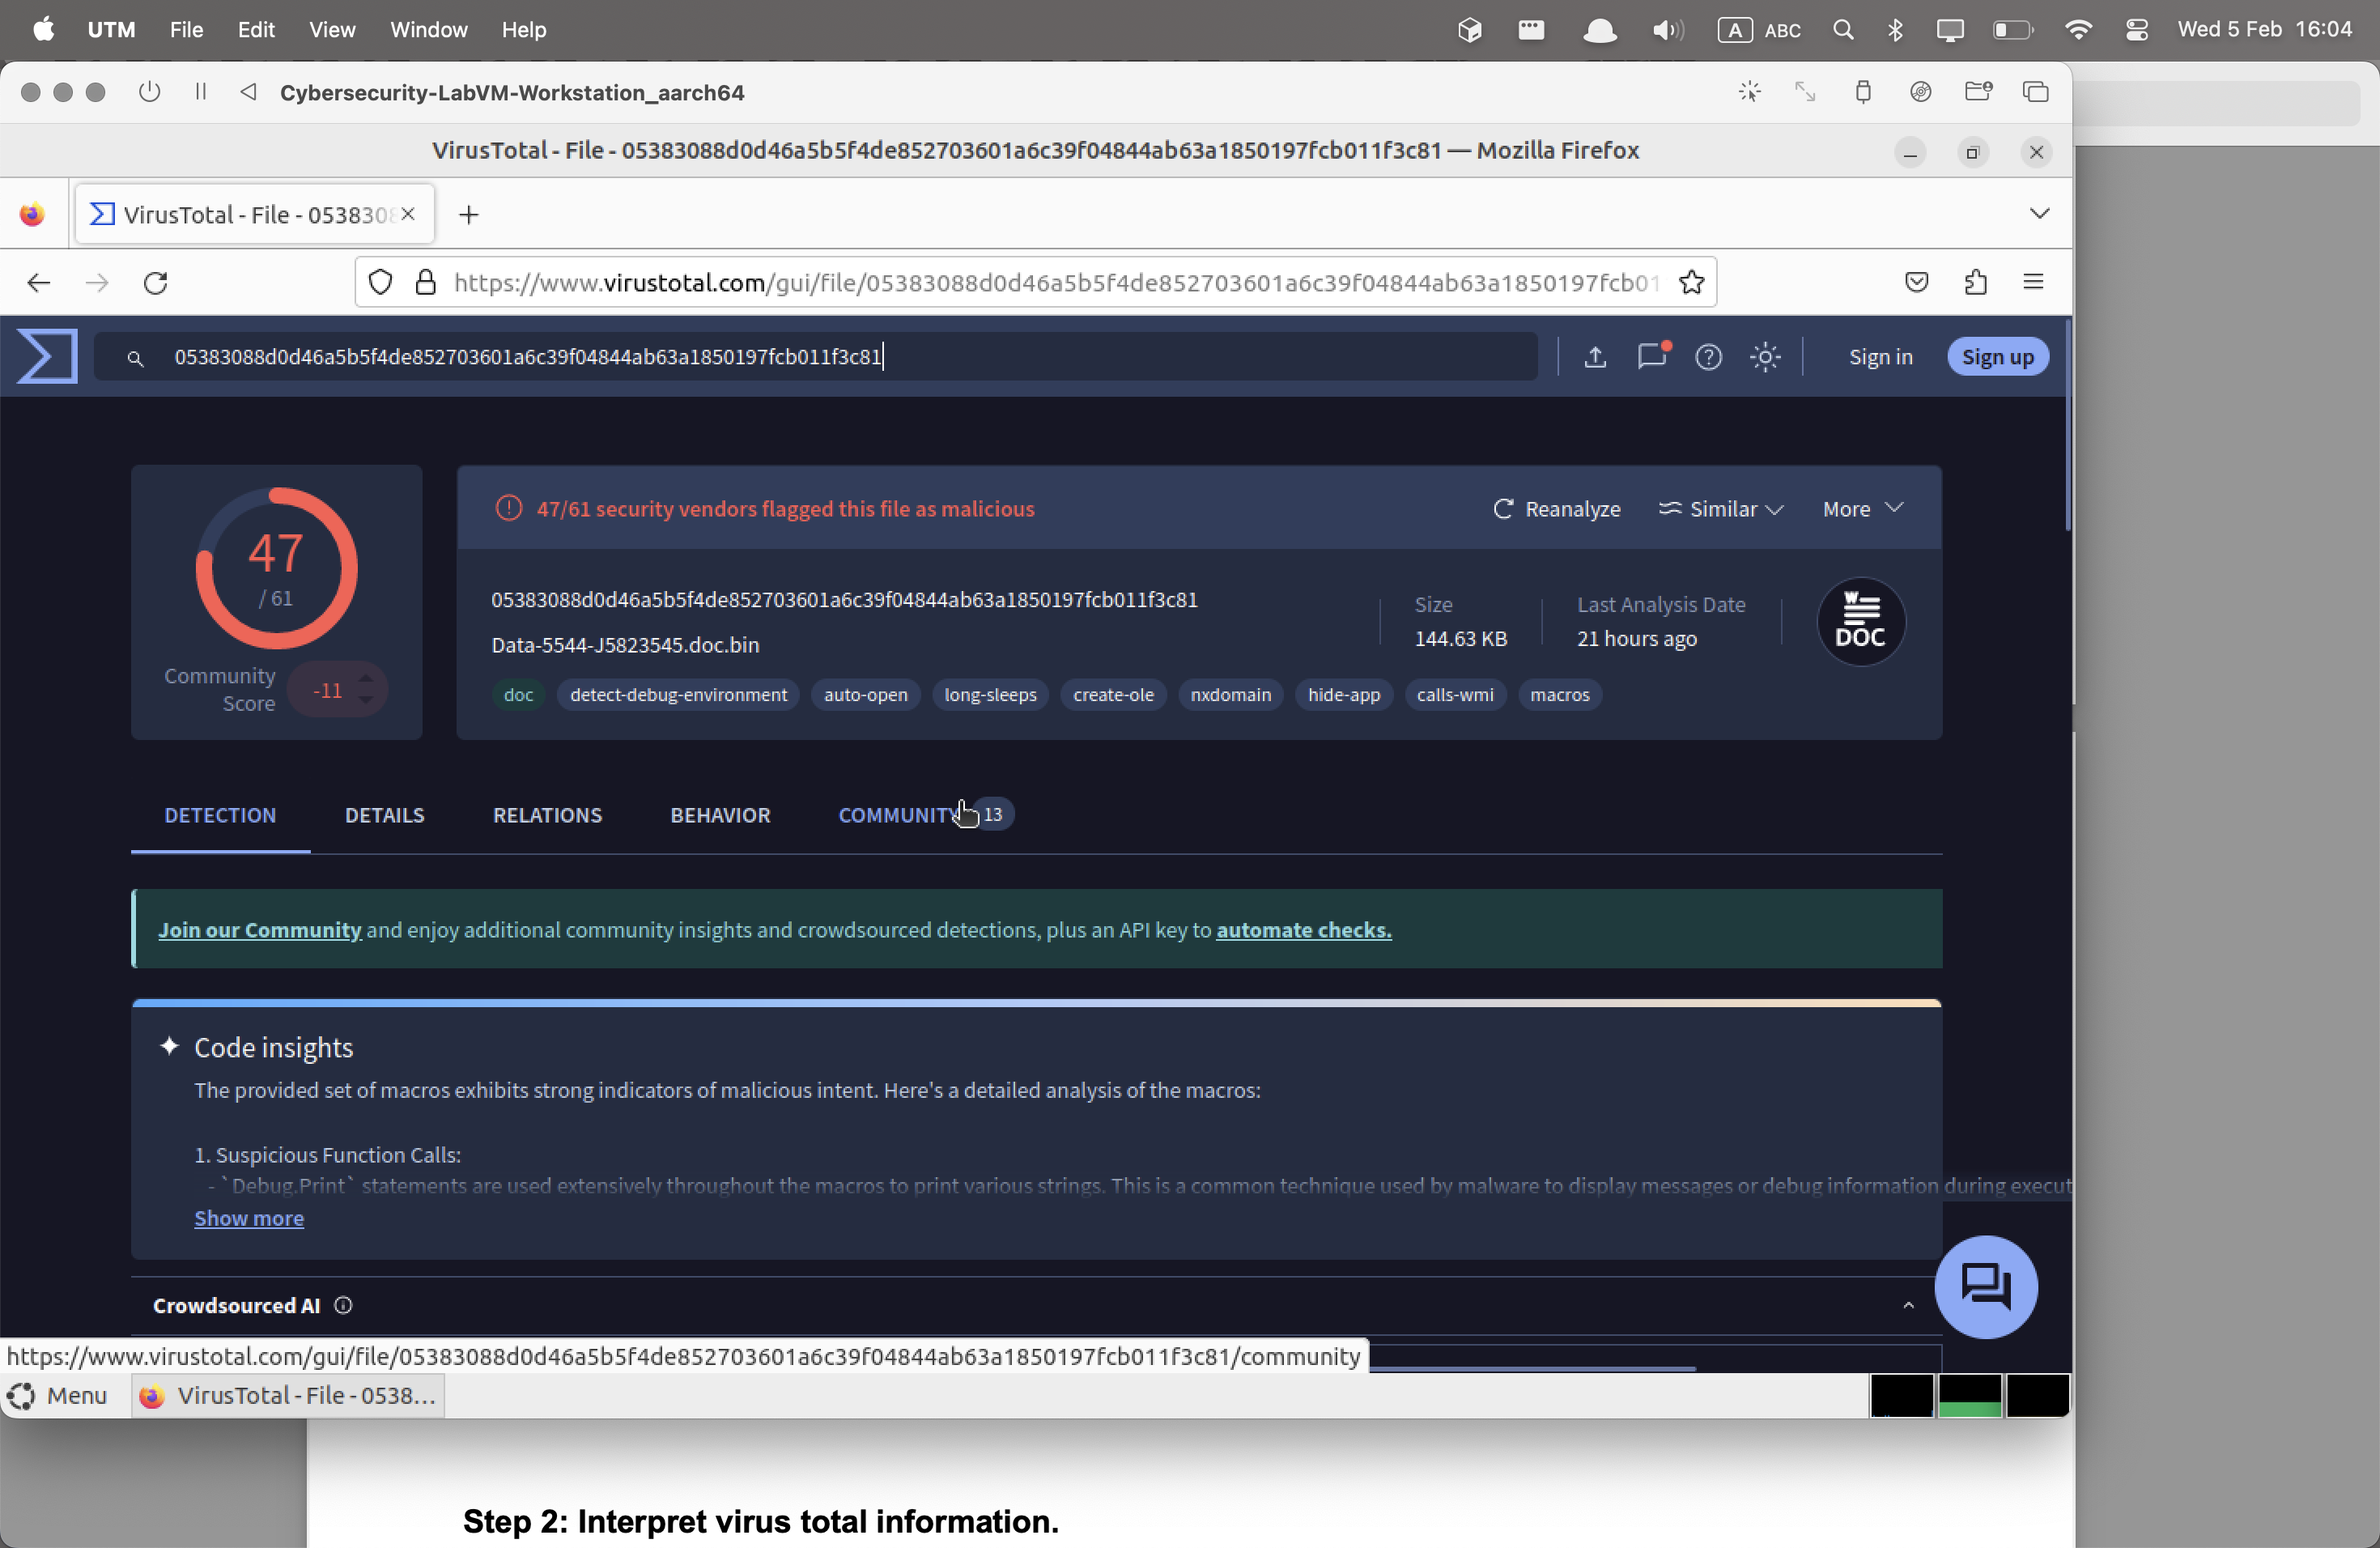 UTM File Edit View Window Help A ABC Wed 5 Feb 16:04
Cybersecurity-LabVM-Workstation_aarch64
VirusTotal - File - 05383088d0d46a5b5f4de852703601a6c39f04844ab63a1850197fcb011f3c81 — Mozilla Firefox
VirusTotal - File - 053830
https://www.virustotal.com/gui/file/05383088d0d46a5b5f4de852703601a6c39f04844ab63a1850197fcb01
05383088d0d46a5b5f4de852703601a6c39f04844ab63a1850197fcb011f3c81 Sign in Sign up
47
/ 61
Community Score -11
47/61 security vendors flagged this file as malicious Reanalyze Similar More
05383088d0d46a5b5f4de852703601a6c39f04844ab63a1850197fcb011f3c81
Data-5544-J5823545.doc.bin
Size
144.63 KB
Last Analysis Date
21 hours ago
W
DOC
doc detect-debug-environment auto-open long-sleeps create-ole nxdomain hide-app calls-wmi macros
DETECTION DETAILS RELATIONS BEHAVIOR COMMUNITY 13
Join our Community and enjoy additional community insights and crowdsourced detections, plus an API key to automate checks.
Code insights
The provided set of macros exhibits strong indicators of malicious intent. Here's a detailed analysis of the macros:
1. Suspicious Function Calls:
- `Debug.Print` statements are used extensively throughout the macros to print various strings. This is a common technique used by malware to display messages or debug information during execut
Show more
Crowdsourced AI
https://www.virustotal.com/gui/file/05383088d0d46a5b5f4de852703601a6c39f04844ab63a1850197fcb011f3c81/community
Menu VirusTotal - File - 0538...
Step 2: Interpret virus total information.